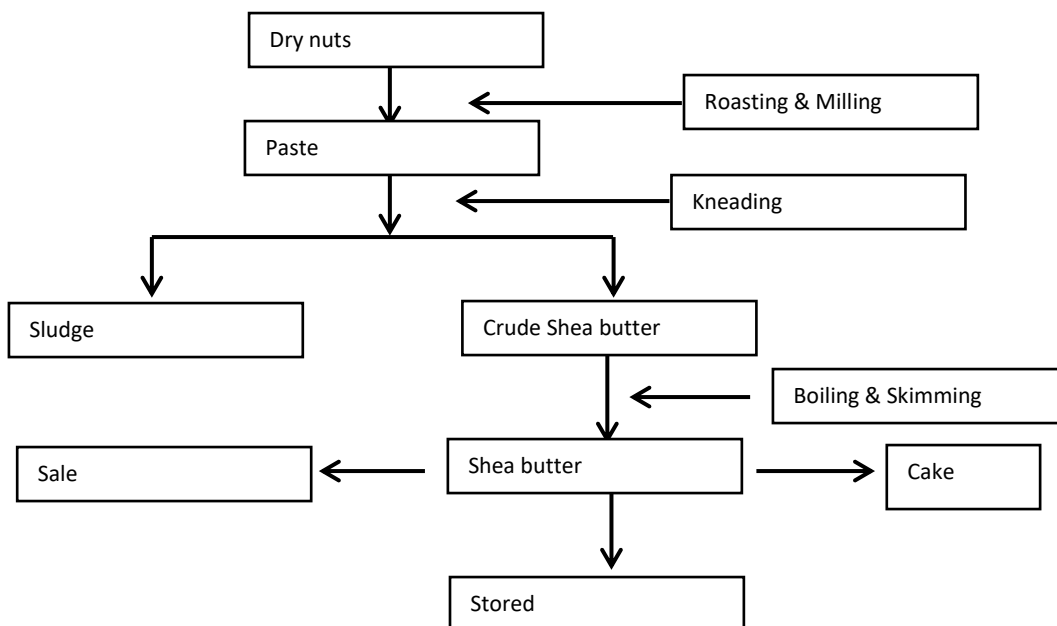 Dry nuts
Roasting & Milling
Paste
Kneading
Sludge
Crude Shea butter
Boiling & Skimming
Sale
Shea butter
Cake
Stored